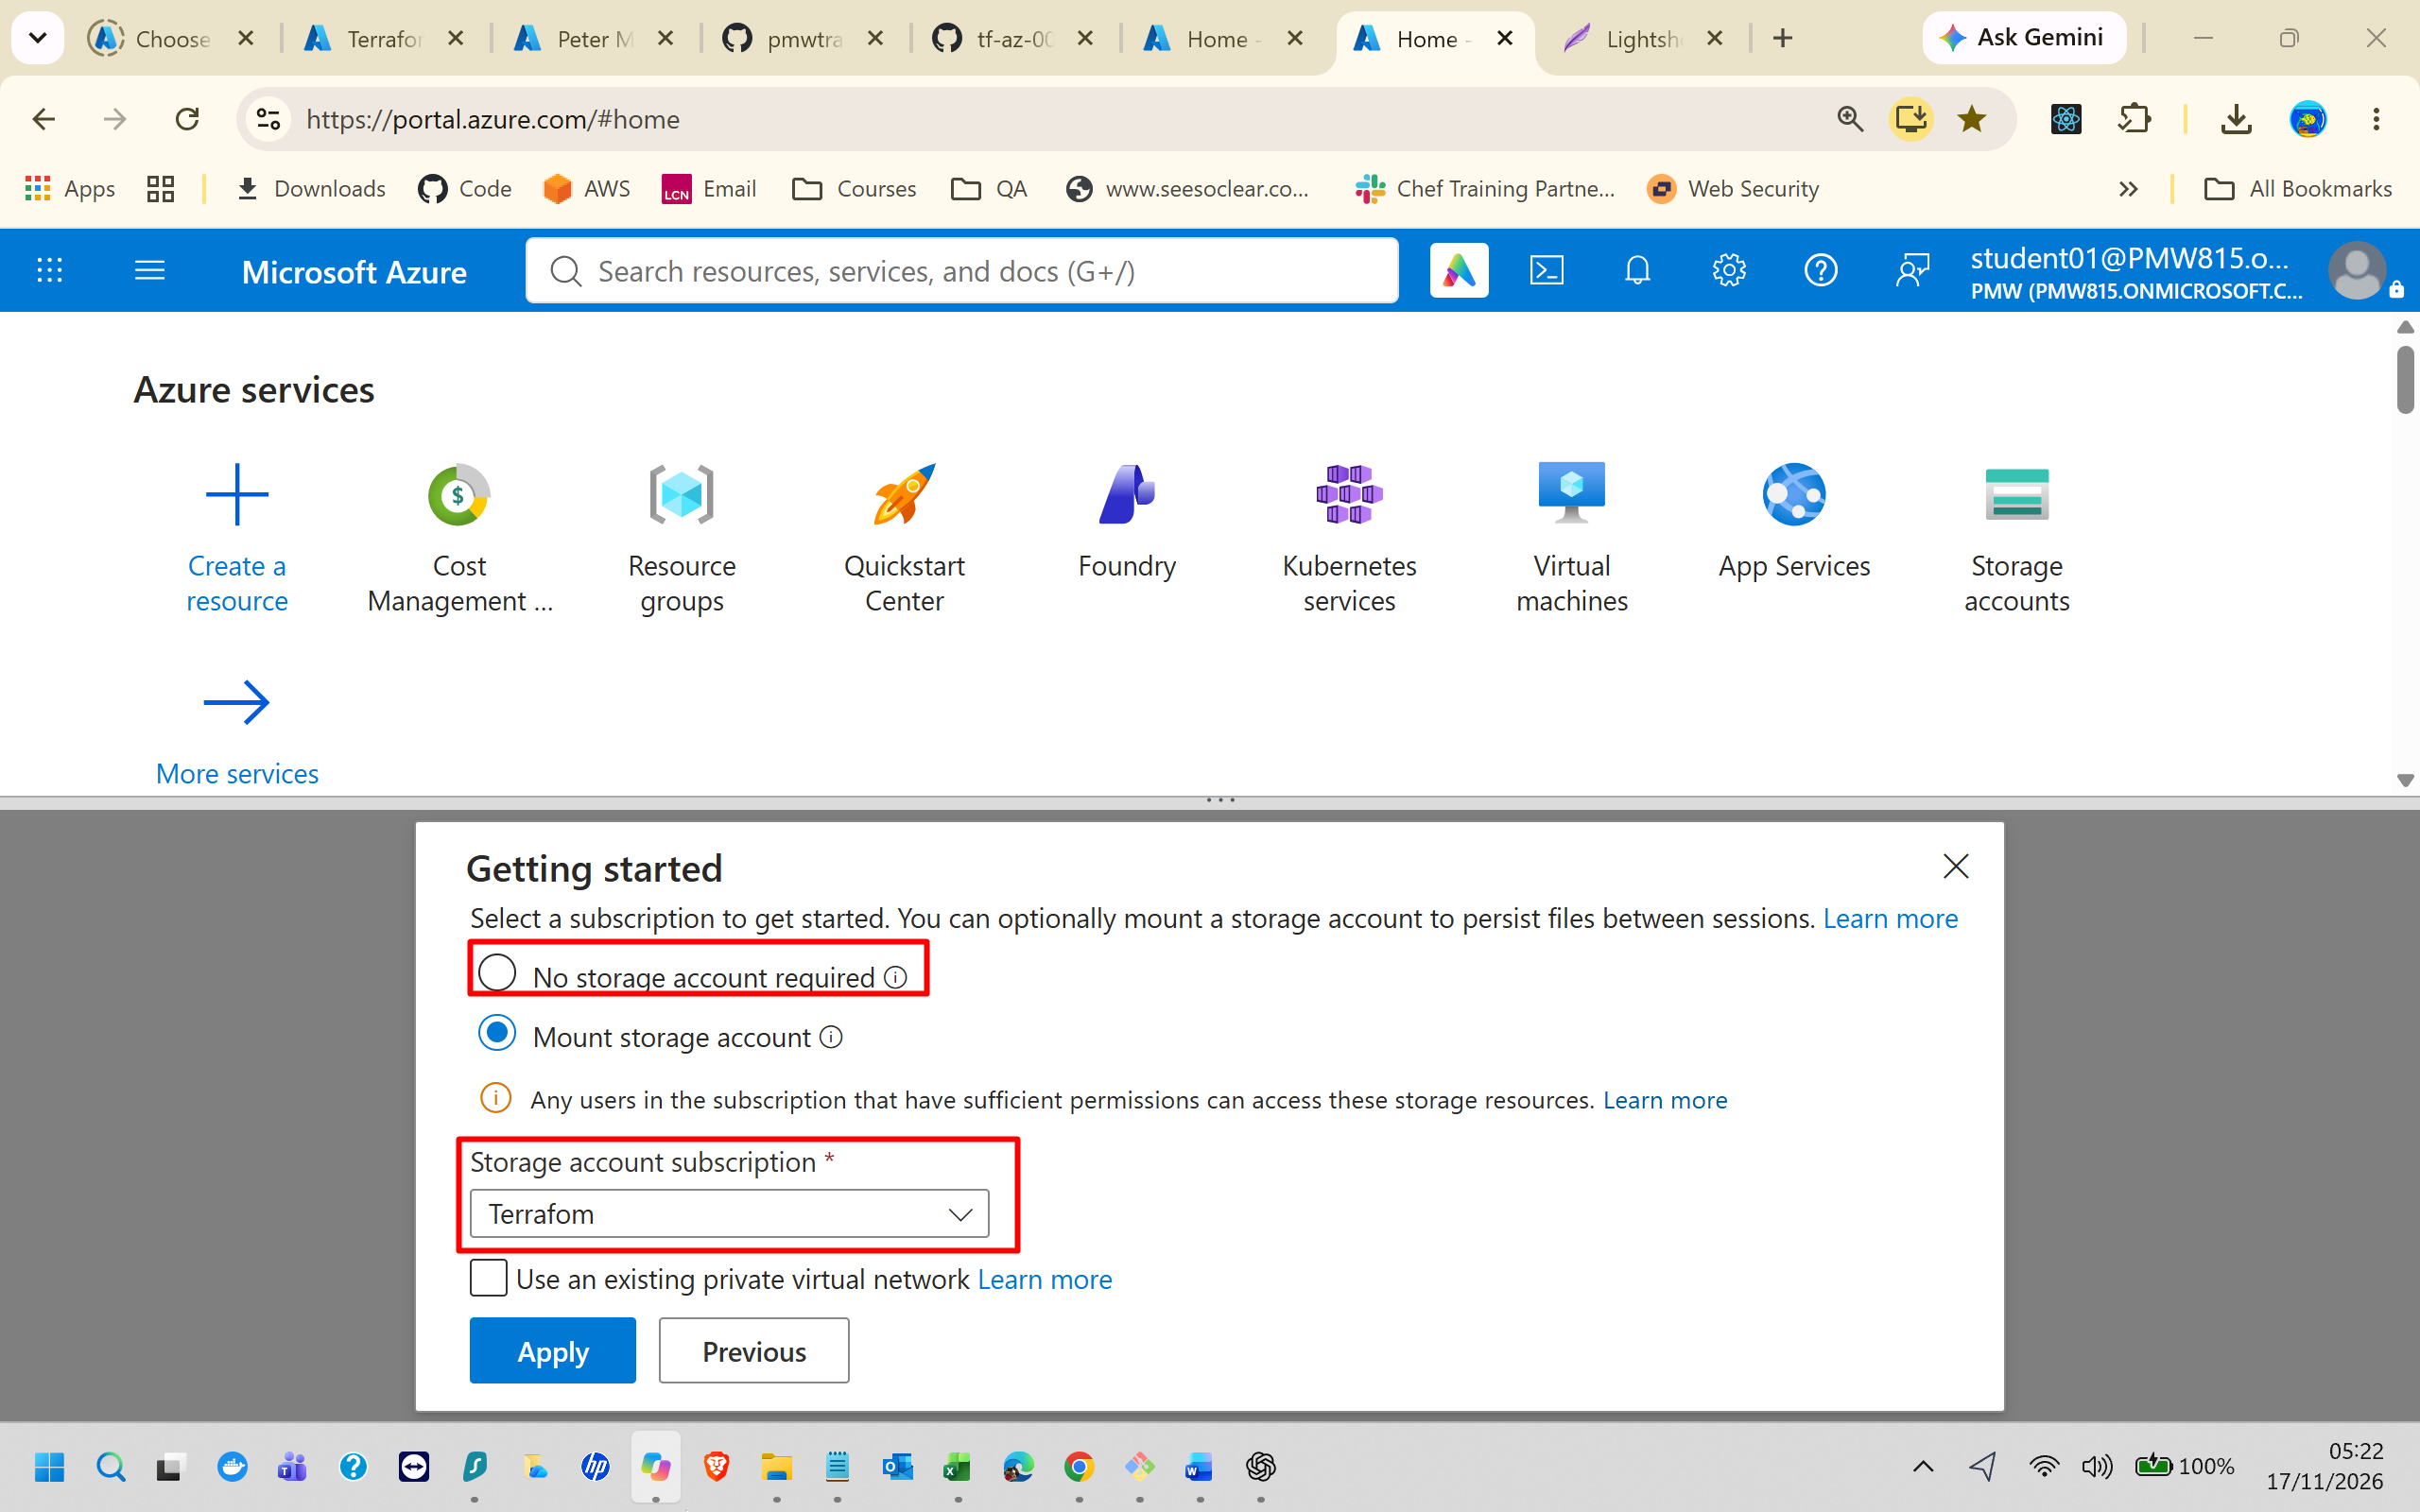 Choose
Terrafor
Peter M
pmwtra
tf-az-00
Home -
Home -
Lightsh
Ask Gemini
https://portal.azure.com/#home
Apps
Downloads
Code
AWS
LCN Email
Courses
QA
www.seesoclear.co...
Chef Training Partne...
Web Security
All Bookmarks
Microsoft Azure
Search resources, services, and docs (G+/)
student01@PMW815.o...
PMW (PMW815.ONMICROSOFT.C...
Azure services
Create a
resource
Cost
Management ...
Resource
groups
Quickstart
Center
Foundry
Kubernetes
services
Virtual
machines
App Services
Storage
accounts
More services
Getting started
Select a subscription to get started. You can optionally mount a storage account to persist files between sessions. Learn more
No storage account required
Mount storage account
Any users in the subscription that have sufficient permissions can access these storage resources. Learn more
Storage account subscription *
Terrafom
Use an existing private virtual network Learn more
Apply
Previous
100%
05:22
17/11/2026